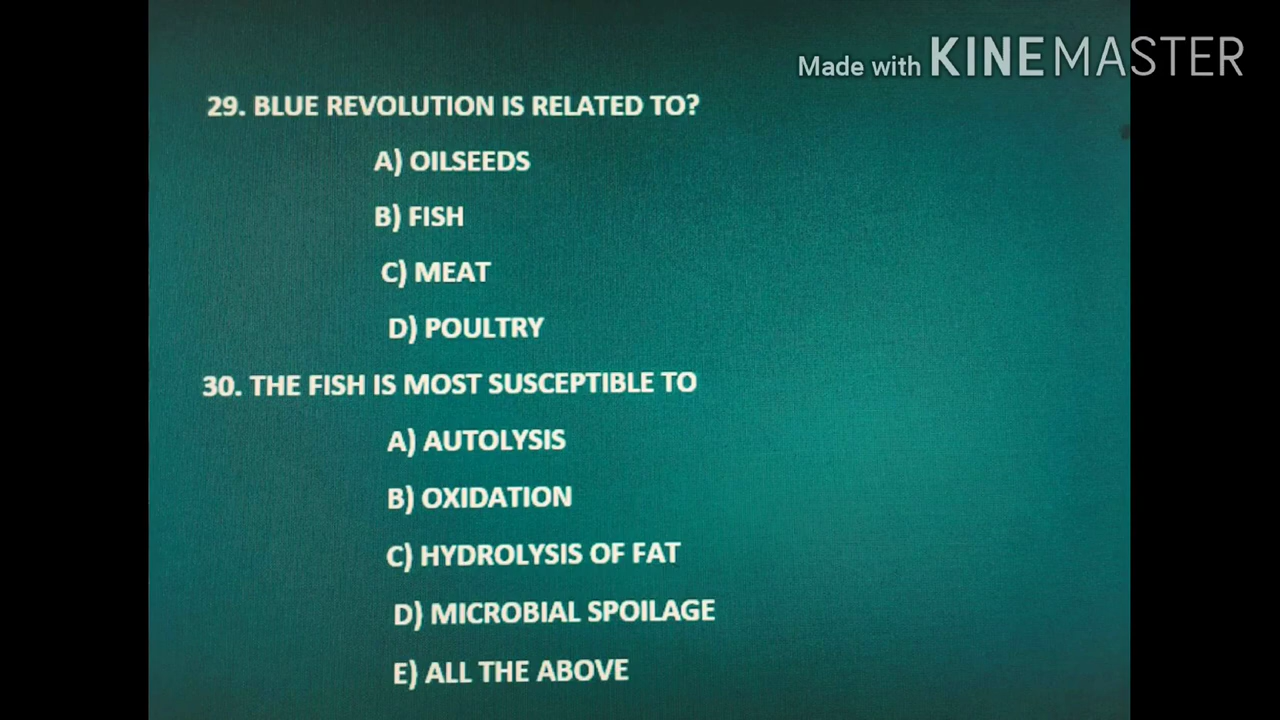 Made with KINEMASTER
29. BLUE REVOLUTION IS RELATED TO?
A) OILSEEDS
B) FISH
C) MEAT
D) POULTRY
30. THE FISH IS MOST SUSCEPTIBLE TO
A) AUTOLYSIS
B) OXIDATION
C) HYDROLYSIS OF FAT
D) MICROBIAL SPOILAGE
E) ALL THE ABOVE